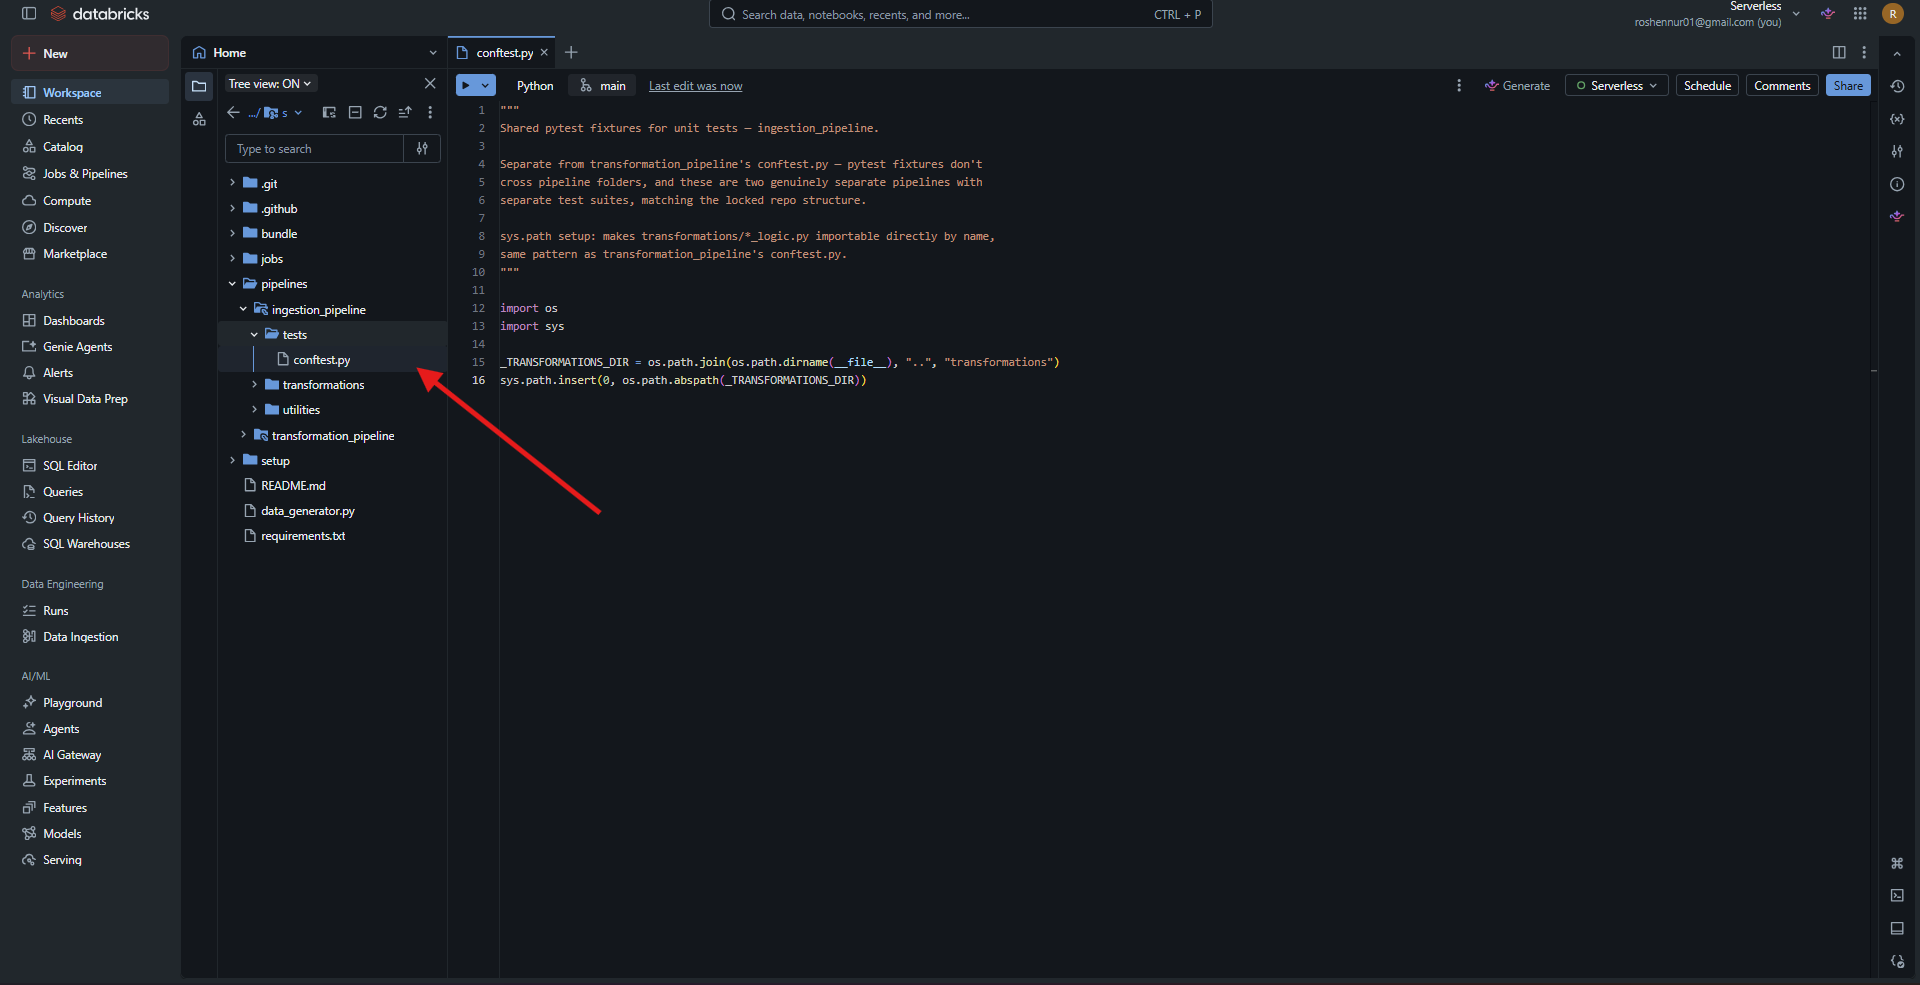 databricks
Search data, notebooks, recents, and more...
CTRL + P
Serverless
roshennur01@gmail.com (you)
R
New
Workspace
Recents
Catalog
Jobs & Pipelines
Compute
Discover
Marketplace
Analytics
Dashboards
Genie Agents
Alerts
Visual Data Prep
Lakehouse
SQL Editor
Queries
Query History
SQL Warehouses
Data Engineering
Runs
Data Ingestion
AI/ML
Playground
Agents
AI Gateway
Experiments
Features
Models
Serving
Home
Tree view: ON
.../ s
Type to search
.git
.github
bundle
jobs
pipelines
ingestion_pipeline
tests
conftest.py
transformations
utilities
transformation_pipeline
setup
README.md
data_generator.py
requirements.txt
conftest.py
Python
main
Last edit was now
Generate
Serverless
Schedule
Comments
Share
1 """
2 Shared pytest fixtures for unit tests — ingestion_pipeline.
3
4 Separate from transformation_pipeline's conftest.py — pytest fixtures don't
5 cross pipeline folders, and these are two genuinely separate pipelines with
6 separate test suites, matching the locked repo structure.
7
8 sys.path setup: makes transformations/*_logic.py importable directly by name,
9 same pattern as transformation_pipeline's conftest.py.
10 """
11
12 import os
13 import sys
14
15 _TRANSFORMATIONS_DIR = os.path.join(os.path.dirname(__file__), "..", "transformations")
16 sys.path.insert(0, os.path.abspath(_TRANSFORMATIONS_DIR))